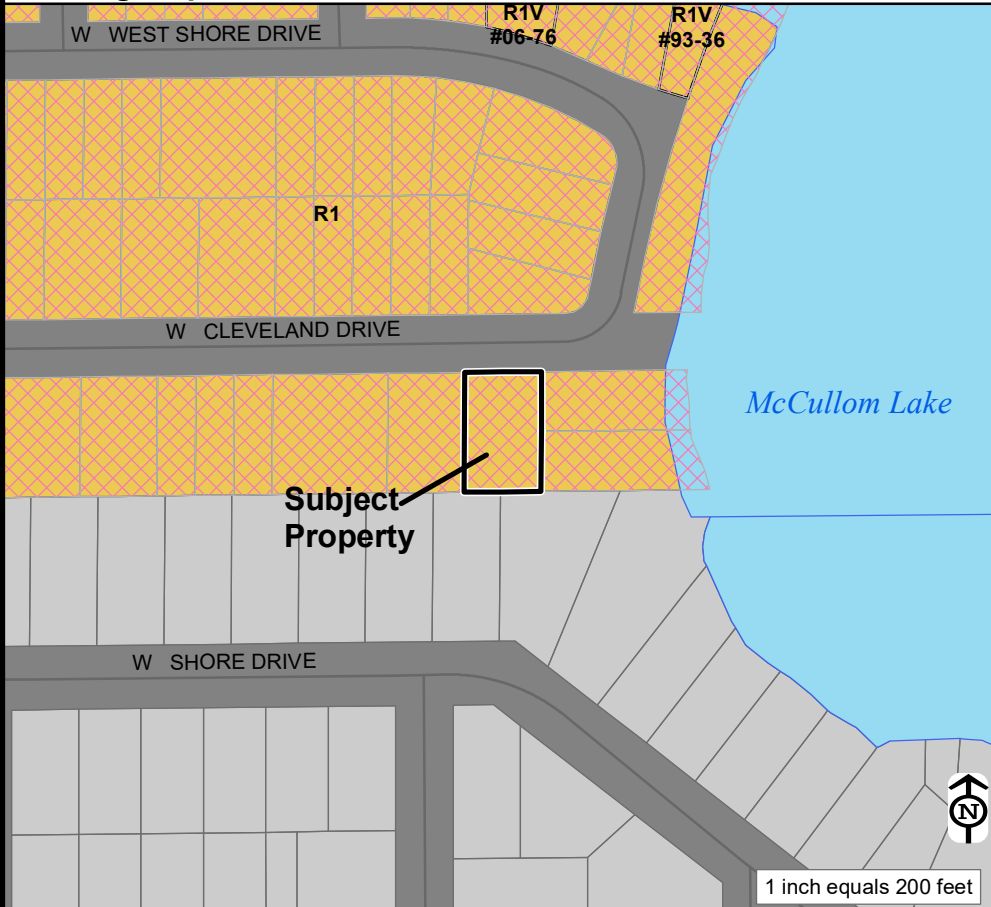 R1V
#06-76
R1V
#93-36
W WEST SHORE DRIVE
R1
W CLEVELAND DRIVE
McCullom Lake
Subject
Property
W SHORE DRIVE
N
1 inch equals 200 feet